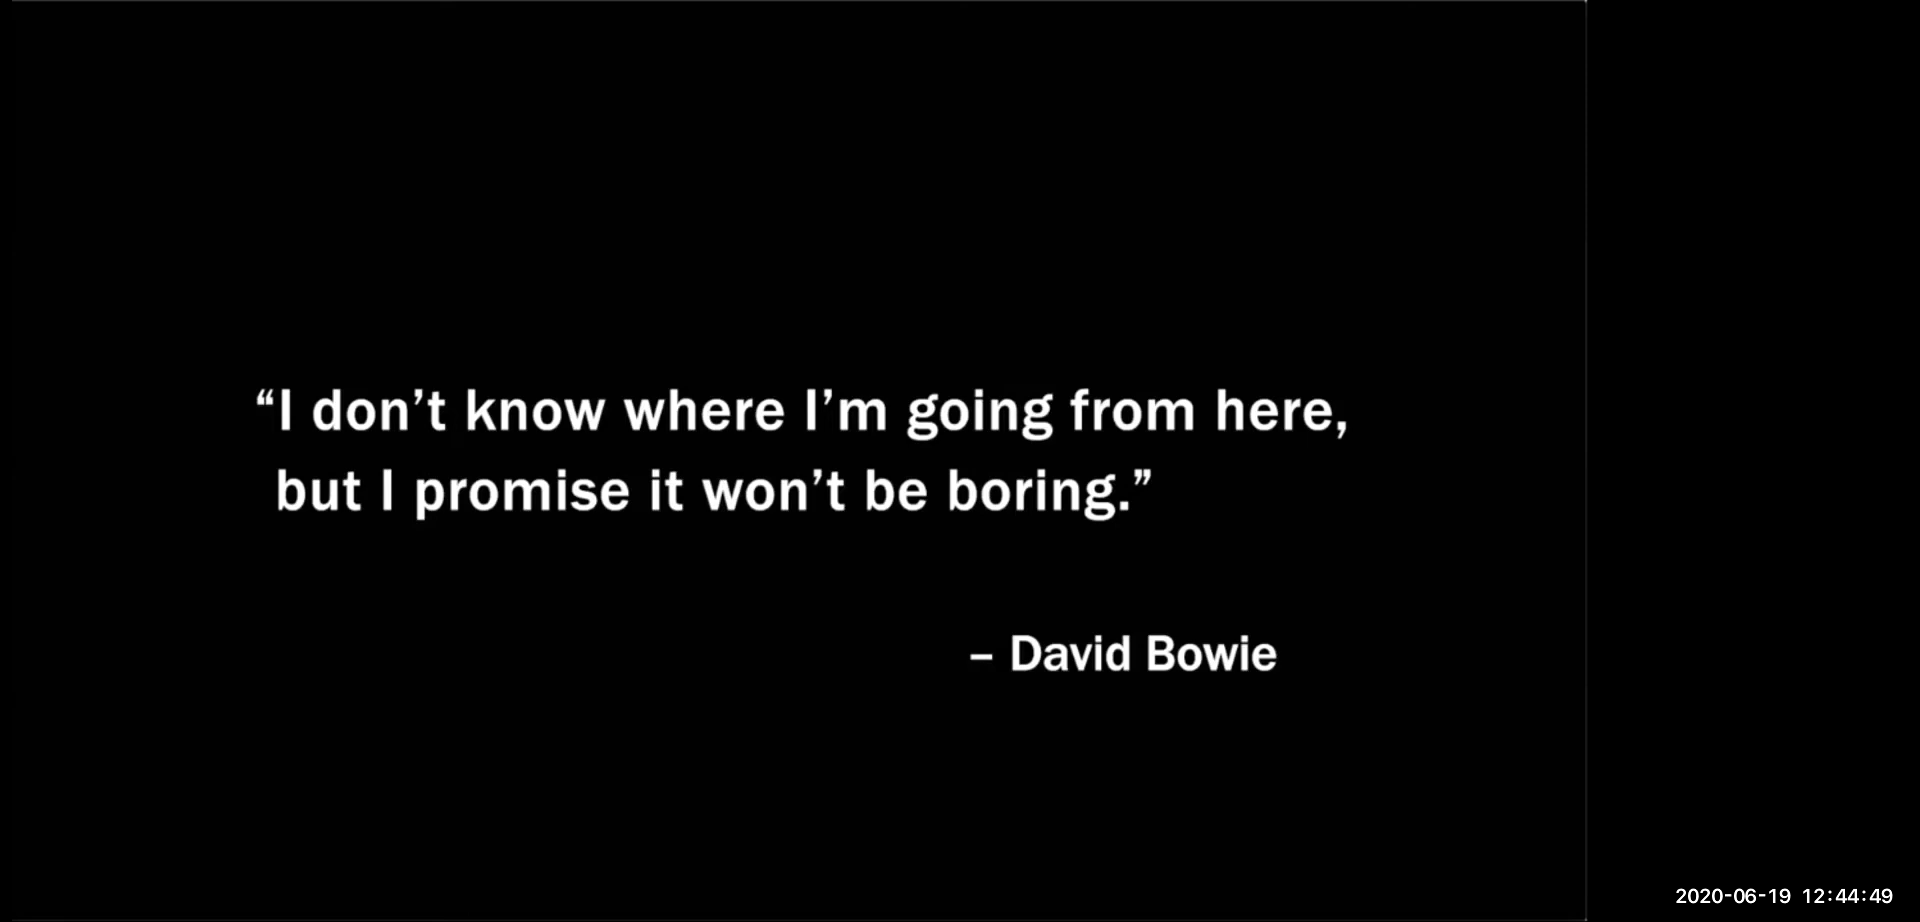 “I don’t know where I’m going from here,
but I promise it won’t be boring.”
– David Bowie
2020-06-19 12:44:49